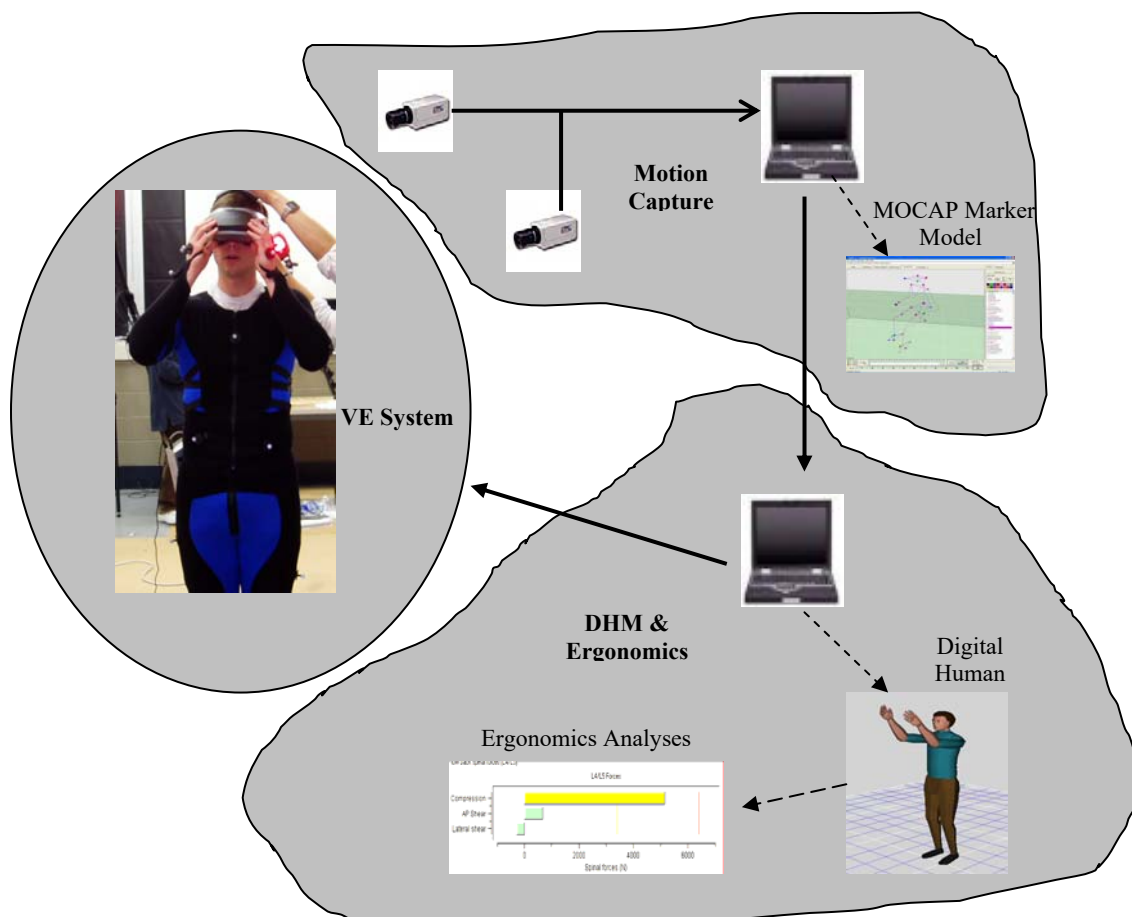 Motion
Capture
MOCAP Marker
Model
VE System
DHM &
Ergonomics
Digital
Human
Ergonomics Analyses
L4/L5 Forces
Compression
AP Shear
Lateral shear
0
2000
4000
6000
Spinal forces (N)